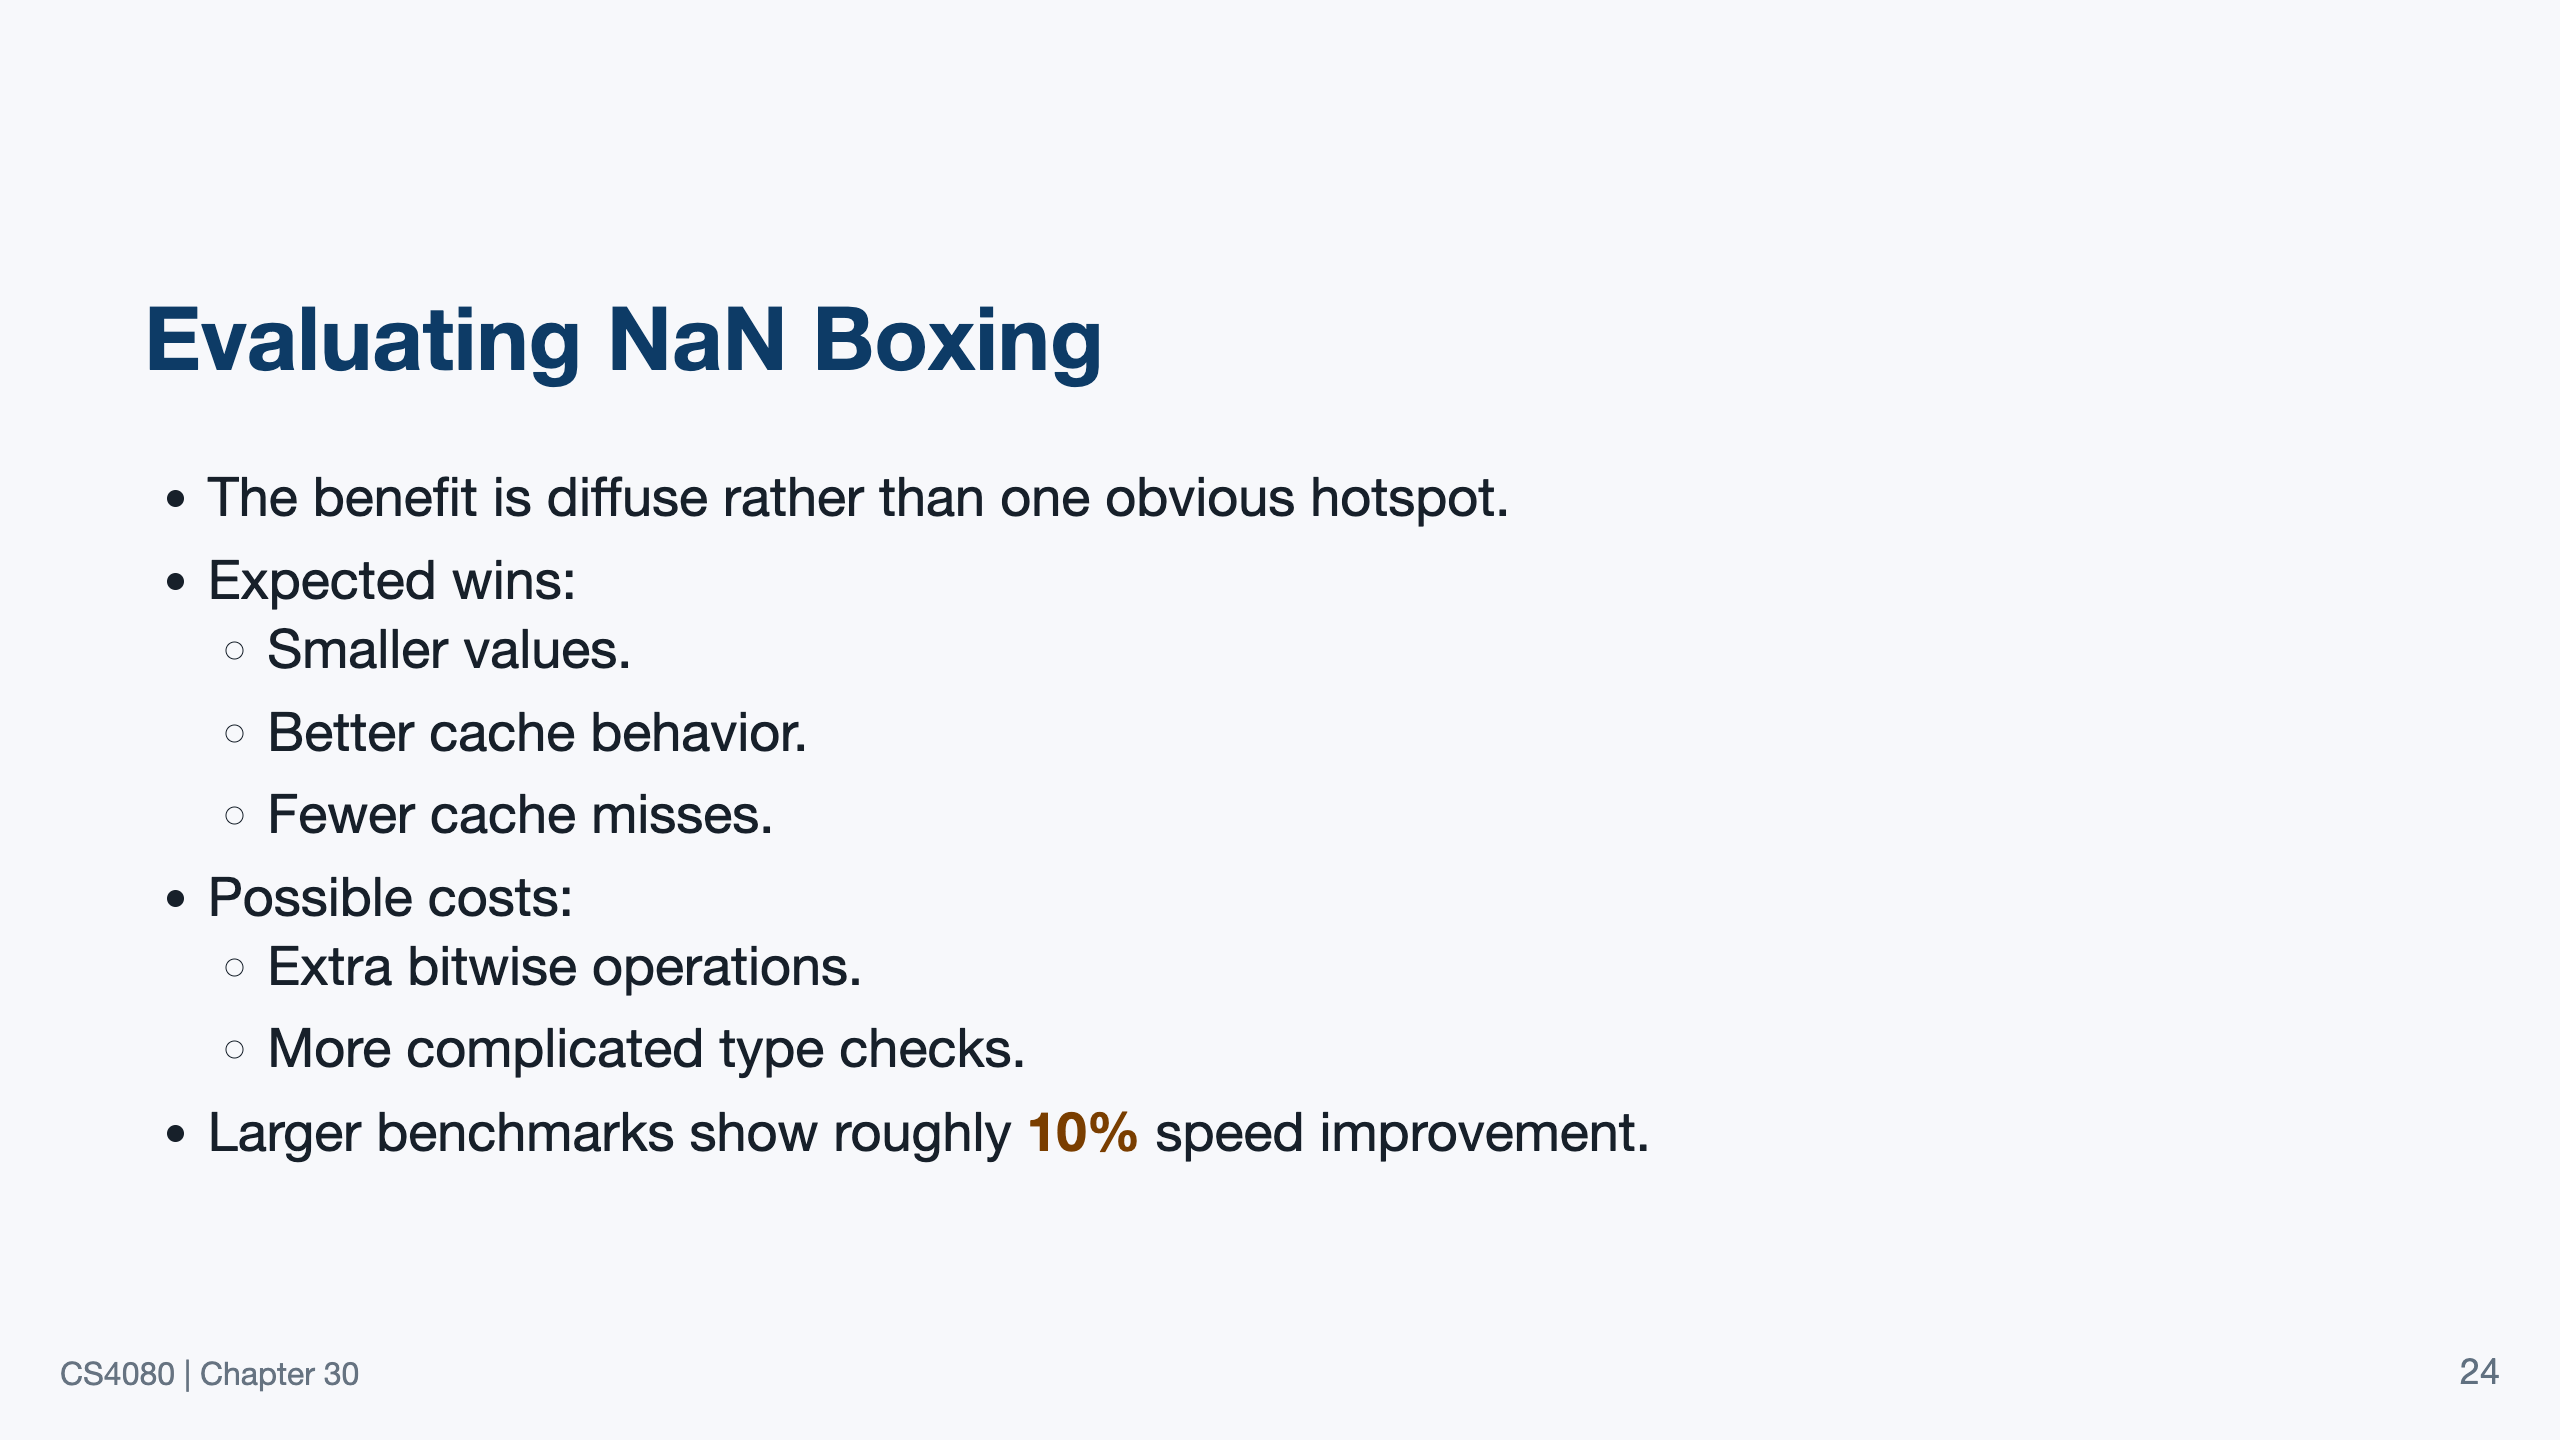 Evaluating NaN Boxing
• The benefit is diffuse rather than one obvious hotspot.
• Expected wins:
○ Smaller values.
○ Better cache behavior.
○ Fewer cache misses.
• Possible costs:
○ Extra bitwise operations.
○ More complicated type checks.
• Larger benchmarks show roughly 10% speed improvement.
CS4080 | Chapter 30
24